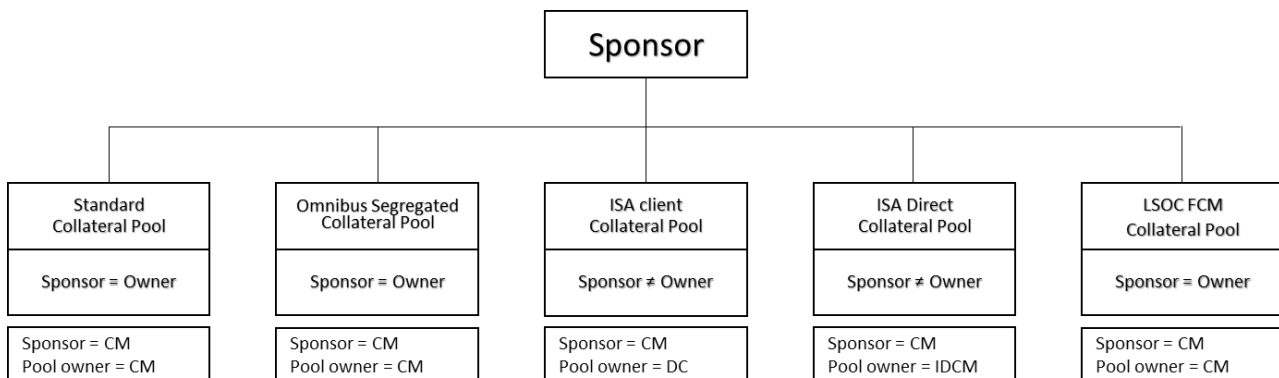 Sponsor
Standard
Collateral Pool
Sponsor = Owner
Sponsor = CM
Pool owner = CM
Omnibus Segregated
Collateral Pool
Sponsor = Owner
Sponsor = CM
Pool owner = CM
ISA client
Collateral Pool
Sponsor ≠ Owner
Sponsor = CM
Pool owner = DC
ISA Direct
Collateral Pool
Sponsor ≠ Owner
Sponsor = CM
Pool owner = IDCM
LSOC FCM
Collateral Pool
Sponsor = Owner
Sponsor = CM
Pool owner = CM